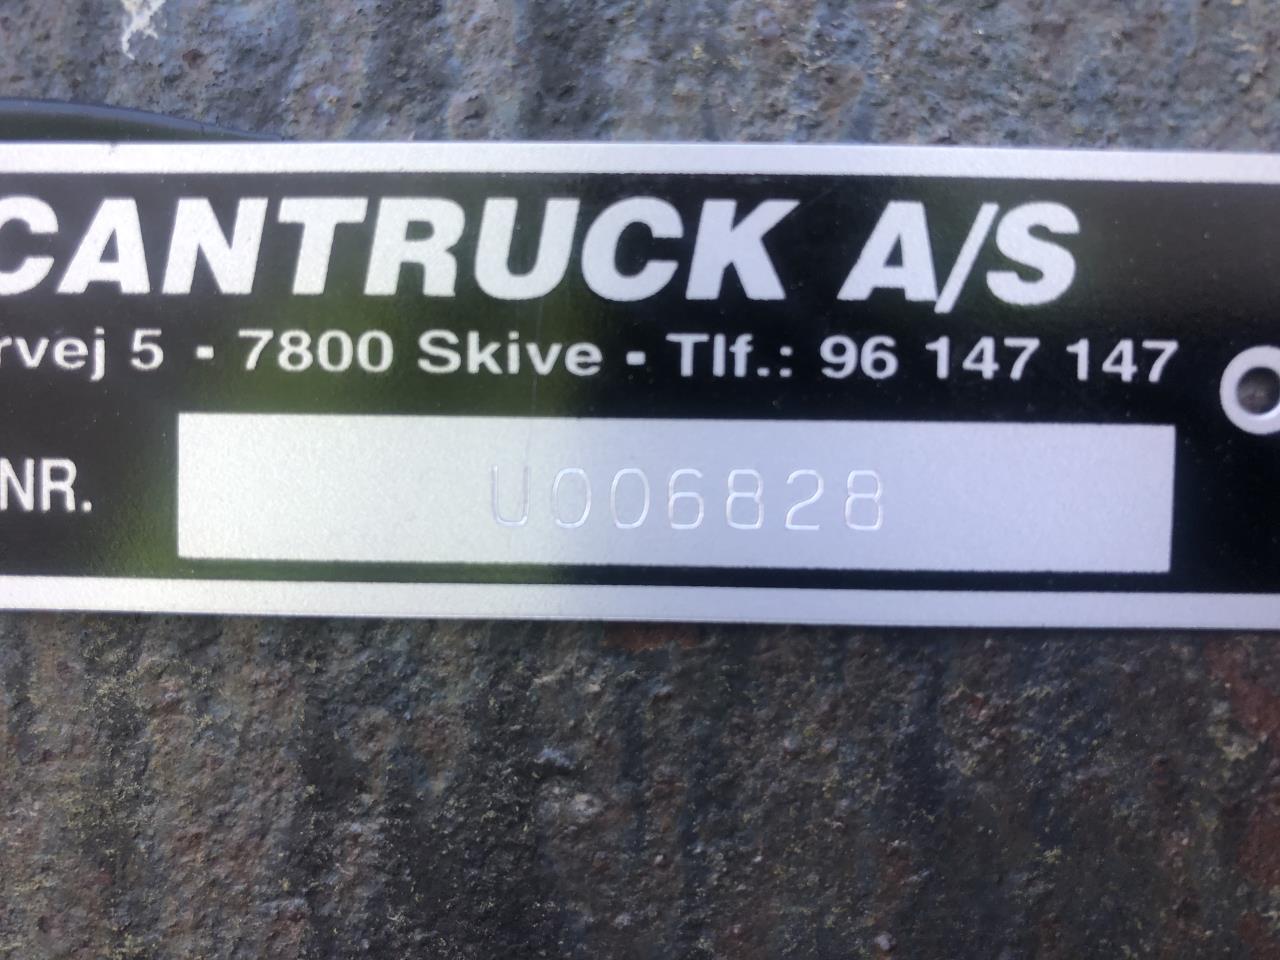 CANTRUCK A/S
rvej 5 - 7800 Skive - Tlf.: 96 147 147
NR. U006828